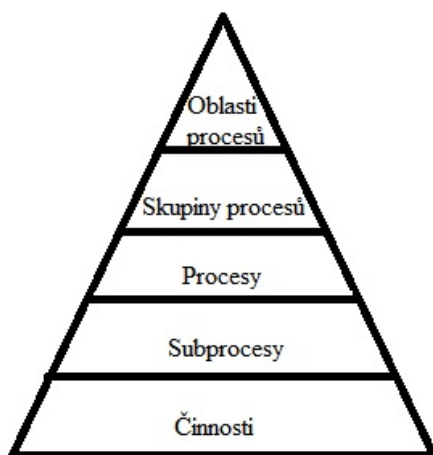 Oblasti
procesů
Skupiny procesů
Procesy
Subprocesy
Činnosti